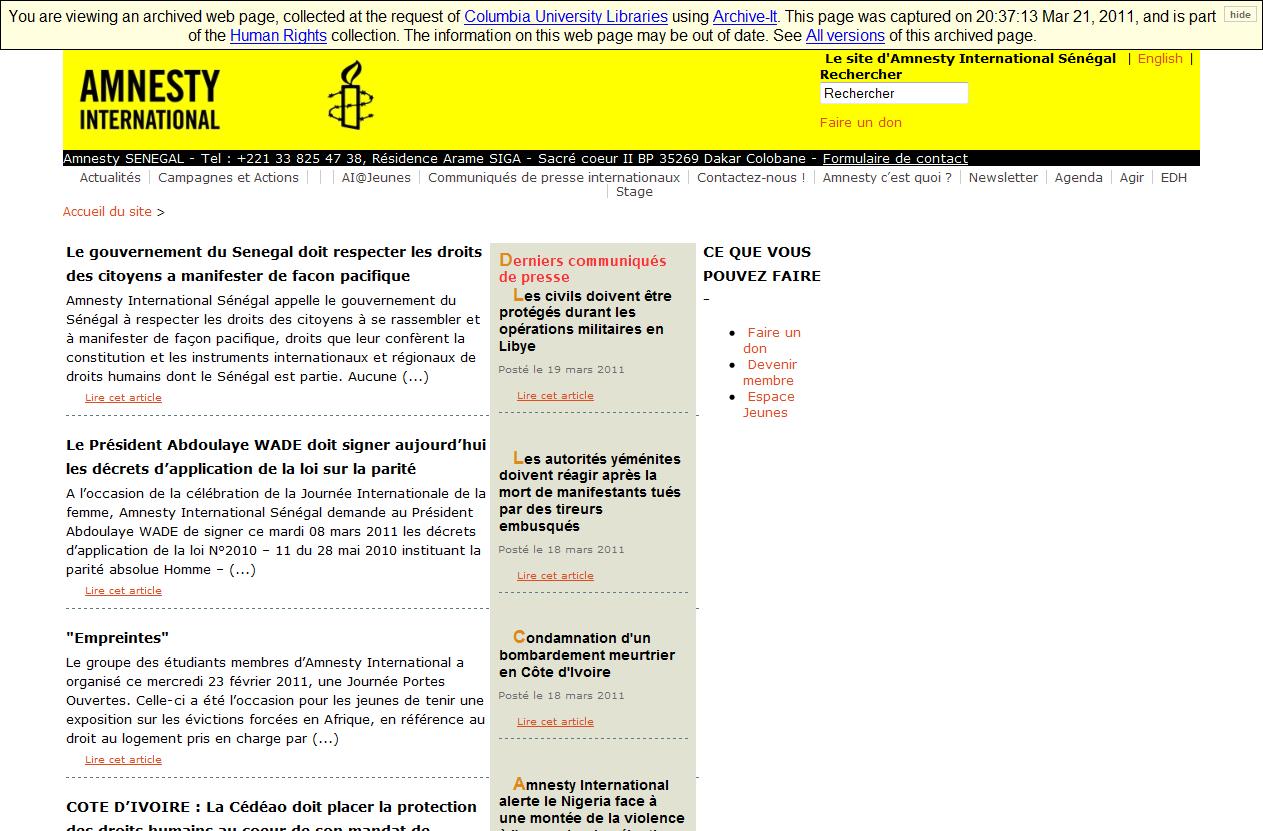 You are viewing an archived web page, collected at the request of Columbia University Libraries using Archive-It. This page was captured on 20:37:13 Mar 21, 2011, and is part
of the Human Rights collection. The information on this web page may be out of date. See All versions of this archived page.
hide
AMNESTY
INTERNATIONAL
Le site d'Amnesty International Sénégal | English |
Rechercher
Rechercher
Faire un don
Amnesty SENEGAL - Tel : +221 33 825 47 38, Résidence Arame SIGA - Sacré coeur II BP 35269 Dakar Colobane - Formulaire de contact
Actualités | Campagnes et Actions | | | AI@Jeunes | Communiqués de presse internationaux | Contactez-nous ! | Amnesty c’est quoi ? | Newsletter | Agenda | Agir | EDH
| Stage
Accueil du site >
Le gouvernement du Senegal doit respecter les droits
des citoyens a manifester de facon pacifique
Amnesty International Sénégal appelle le gouvernement du
Sénégal à respecter les droits des citoyens à se rassembler et
à manifester de façon pacifique, droits que leur confèrent la
constitution et les instruments internationaux et régionaux de
droits humains dont le Sénégal est partie. Aucune (...)
Lire cet article
Le Président Abdoulaye WADE doit signer aujourd’hui
les décrets d’application de la loi sur la parité
A l’occasion de la célébration de la Journée Internationale de la
femme, Amnesty International Sénégal demande au Président
Abdoulaye WADE de signer ce mardi 08 mars 2011 les décrets
d’application de la loi N°2010 – 11 du 28 mai 2010 instituant la
parité absolue Homme – (...)
Lire cet article
"Empreintes"
Le groupe des étudiants membres d’Amnesty International a
organisé ce mercredi 23 février 2011, une Journée Portes
Ouvertes. Celle-ci a été l’occasion pour les jeunes de tenir une
exposition sur les évictions forcées en Afrique, en référence au
droit au logement pris en charge par (...)
Lire cet article
COTE D’IVOIRE : La Cédéao doit placer la protection
des droits humains au coeur de son mandat de
Derniers communiqués
de presse
Les civils doivent être
protégés durant les
opérations militaires en
Libye
Posté le 19 mars 2011
Lire cet article
Les autorités yéménites
doivent réagir après la
mort de manifestants tués
par des tireurs
embusqués
Posté le 18 mars 2011
Lire cet article
Condamnation d'un
bombardement meurtrier
en Côte d'Ivoire
Posté le 18 mars 2011
Lire cet article
Amnesty International
alerte le Nigeria face à
une montée de la violence
CE QUE VOUS
POUVEZ FAIRE
–
• Faire un
don
• Devenir
membre
• Espace
Jeunes